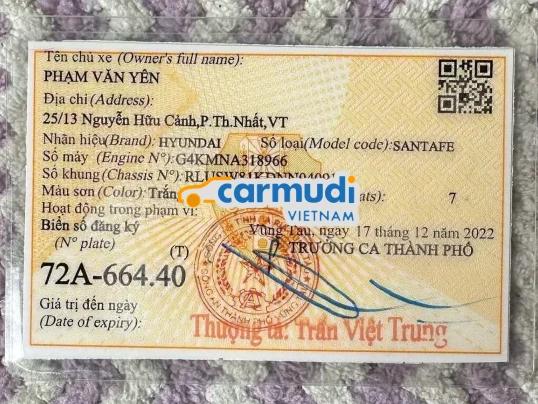 Tên chủ xe (Owner's full name):
PHẠM VĂN YÊN
Địa chỉ (Address):
25/13 Nguyễn Hữu Cảnh,P.Th.Nhất,VT
Nhãn hiệu(Brand): HYUNDAI Số loại(Model code):SANTAFE
Số máy (Engine N°):G4KMNA318966
Số khung(Chassis N°):
Màu sơn (Color):Trắn 7
Hoạt động trong phạm vi:
carmudi
VIETNAM
Biển số đăng ký Vũng Tàu, ngày 17 tháng 12 năm 2022
(N° plate) TRƯỞNG CA THÀNH PHỐ
(T)
72A-664.40
Giá trị đến ngày
(Date of expiry): Thượng tá: Trần Việt Trung